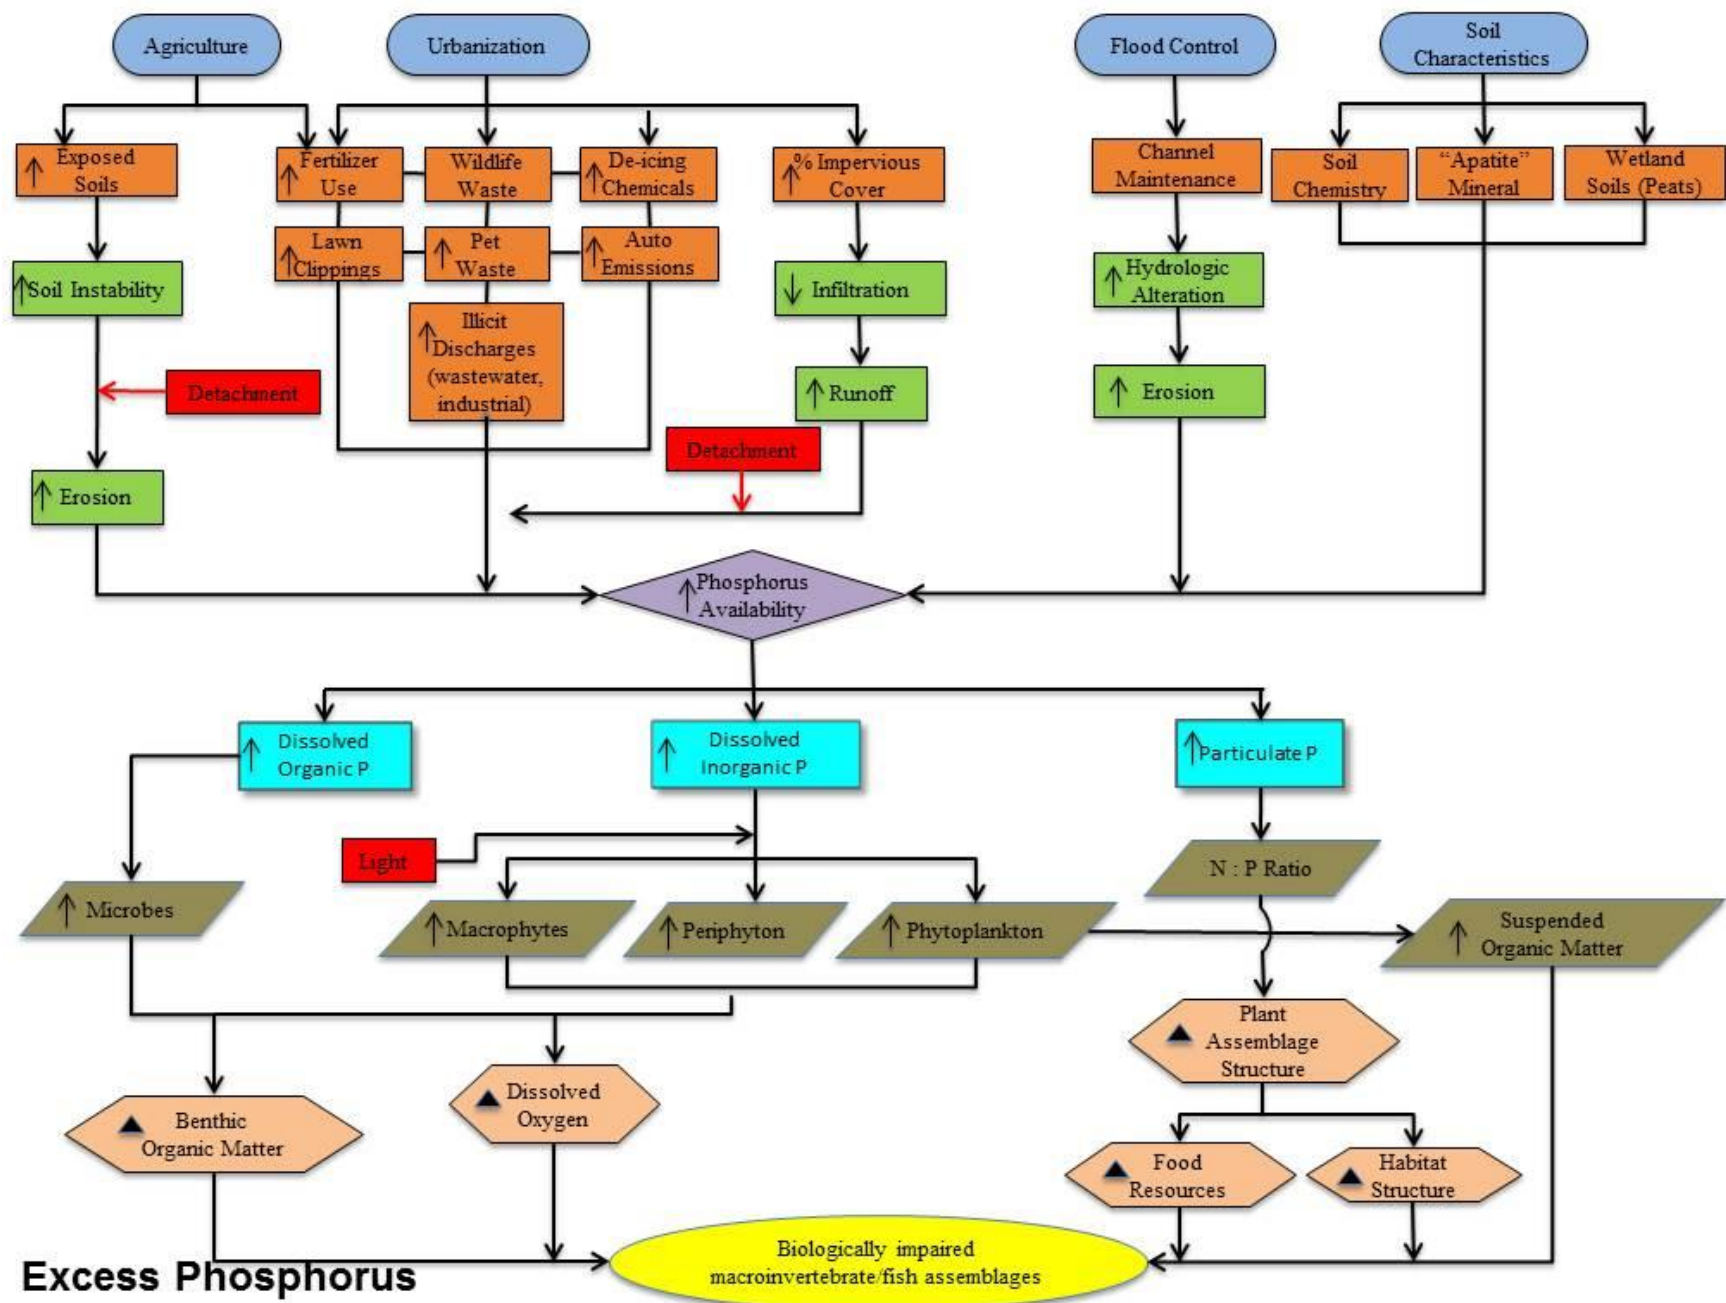 Agriculture
Urbanization
Flood Control
Soil
Characteristics
↑ Exposed
Soils
↑ Fertilizer
Use
Wildlife
Waste
↑ De-icing
Chemicals
↑ % Impervious
Cover
Channel
Maintenance
Soil
Chemistry
“Apatite”
Mineral
Wetland
Soils (Peats)
↑ Lawn
Clippings
↑ Pet
Waste
↑ Auto
Emissions
↑ Soil Instability
↓ Infiltration
↑ Hydrologic
Alteration
↑ Illicit
Discharges
(wastewater,
industrial)
Detachment
↑ Runoff
↑ Erosion
Detachment
↑ Erosion
↑ Phosphorus
Availability
↑ Dissolved
Organic P
↑ Dissolved
Inorganic P
↑ Particulate P
Light
N : P Ratio
↑ Microbes
↑ Macrophytes
↑ Periphyton
↑ Phytoplankton
↑ Suspended
Organic Matter
▲ Plant
Assemblage
Structure
▲ Benthic
Organic Matter
▲ Dissolved
Oxygen
▲ Food
Resources
▲ Habitat
Structure
Biologically impaired
macroinvertebrate/fish assemblages
Excess Phosphorus